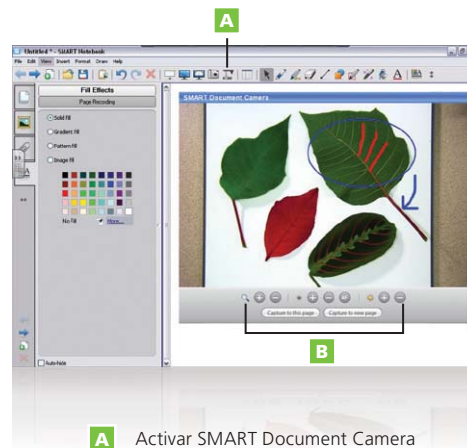 A
Untitled * - SMART Notebook
File Edit View Insert Format Draw Help
Fill Effects
Page Recording
Solid fill
Gradient fill
Pattern fill
Image fill
No Fill
More...
Auto-hide
SMART Document Camera
Capture to this page
Capture to new page
B
A Activar SMART Document Camera